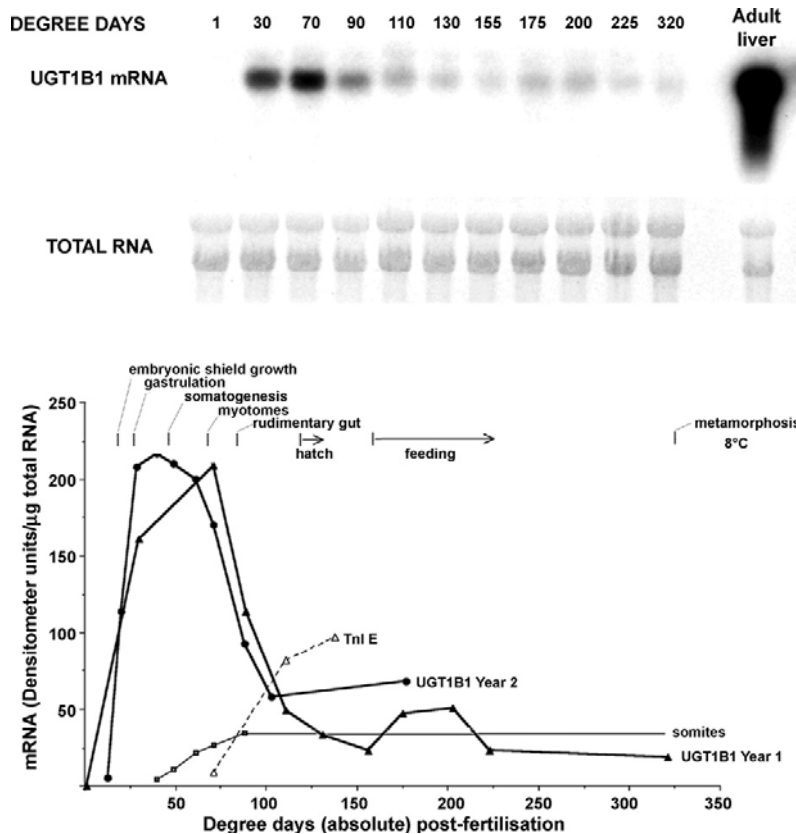 DEGREE DAYS 1 30 70 90 110 130 155 175 200 225 320 Adult
liver
UGT1B1 mRNA
TOTAL RNA
embryonic shield growth
gastrulation
somatogenesis
myotomes
rudimentary gut
hatch
feeding
metamorphosis
8°C
250
200
150
100
50
mRNA (Densitometer units/µg total RNA)
TnI E
UGT1B1 Year 2
somites
UGT1B1 Year 1
50 100 150 200 250 300 350
Degree days (absolute) post-fertilisation